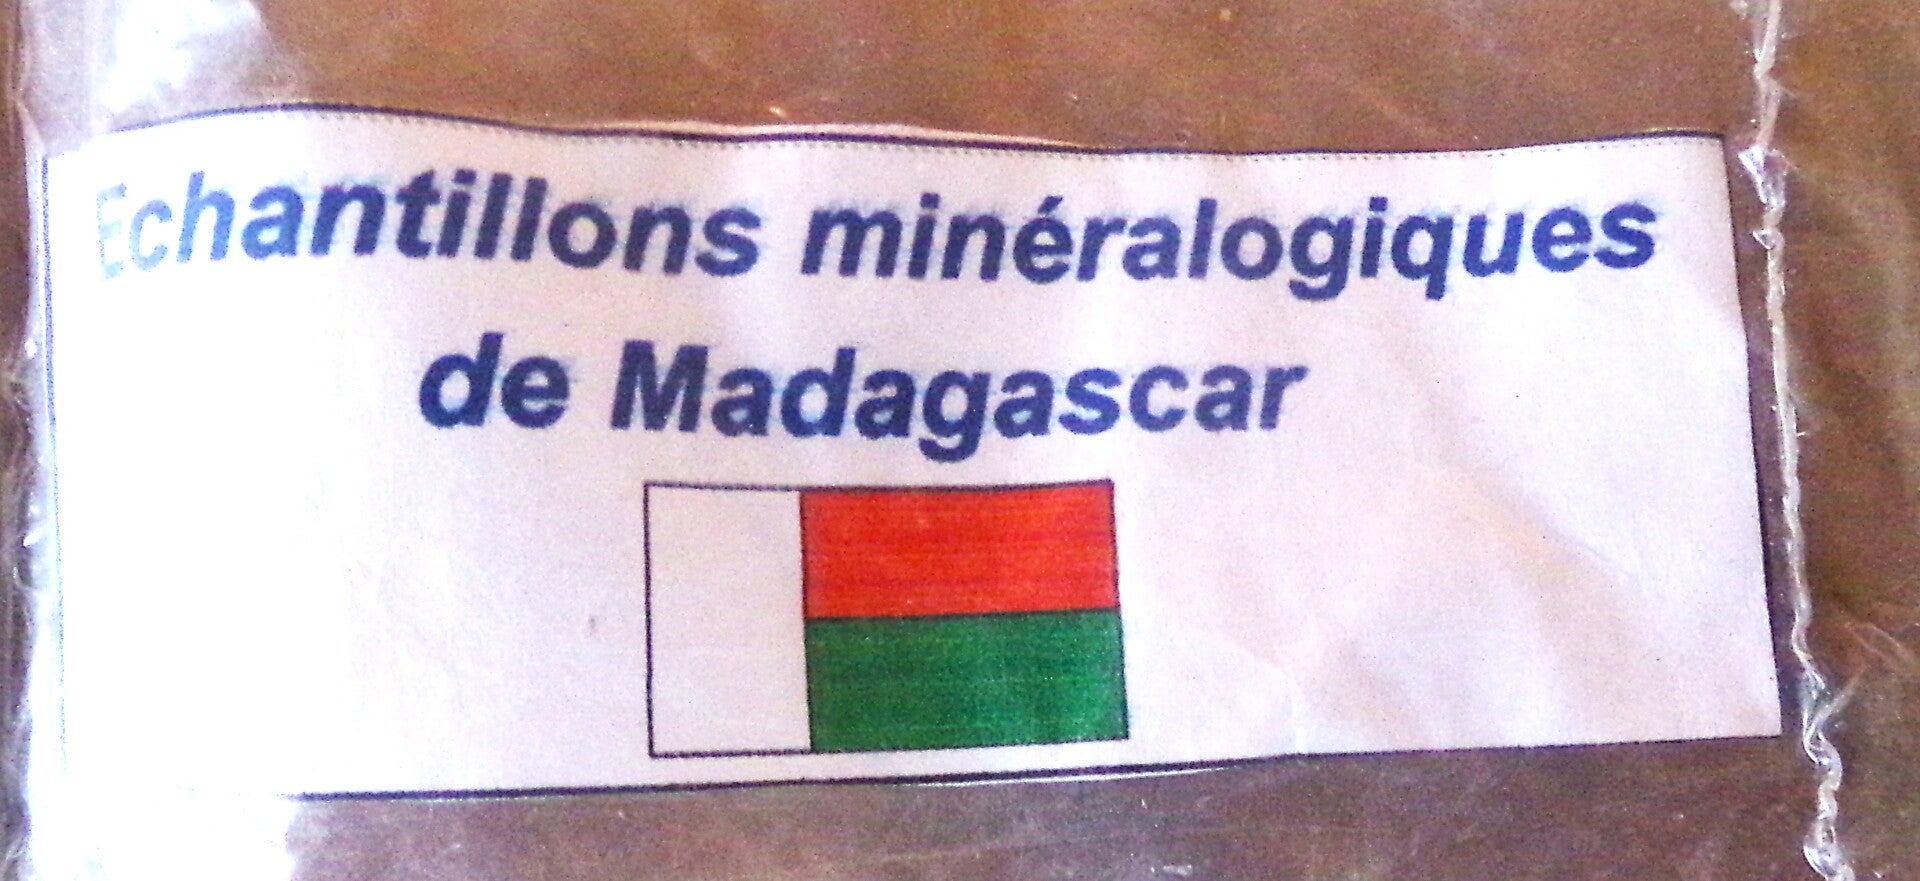 Echantillons minéralogiques
de Madagascar